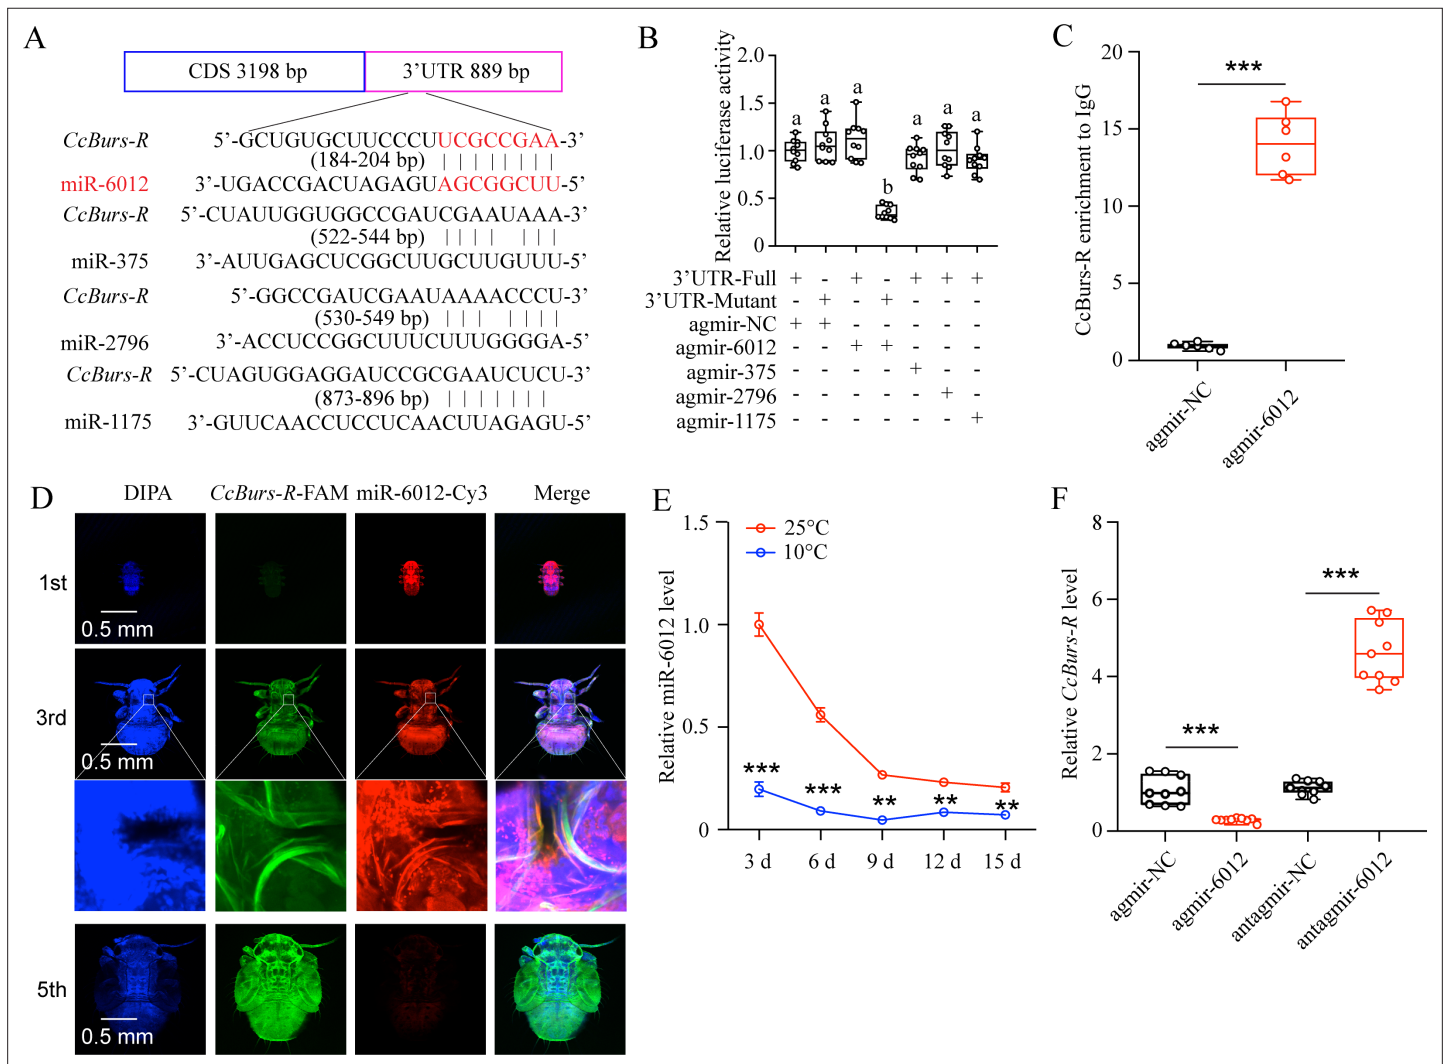 A
CDS 3198 bp
3’UTR 889 bp
CcBurs-R 5’-GCUGUGCUUCCCUUCGCCGAA-3’
(184-204 bp)
miR-6012 3’-UGACCGACUAGAGUAGCGGCUU-5’
CcBurs-R 5’-CUAUUGGUGGCCGAUCGAAUAAA-3’
(522-544 bp)
miR-375 3’-AUUGAGCUCGGCUUGCUUGUUU-5’
CcBurs-R 5’-GGCCGAUCGAAUAAAACCCU-3’
(530-549 bp)
miR-2796 3’-ACCUCCGGCUUUCUUUGGGGA-5’
CcBurs-R 5’-CUAGUGGAGGAUCCGCGAAUCUCU-3’
(873-896 bp)
miR-1175 3’-GUUCAACCUCCUCAACUUAGAGU-5’
B
Relative luciferase activity
2.0
1.5
1.0
0.5
0
a a a b a a a
3’UTR-Full + - + - + + +
3’UTR-Mutant - + - + - - -
agmir-NC + + - - - - -
agmir-6012 - - + + - - -
agmir-375 - - - - + - -
agmir-2796 - - - - - + -
agmir-1175 - - - - - - +
C
CcBurs-R enrichment to IgG
20
15
10
5
0
***
agmir-NC
agmir-6012
D
DIPA CcBurs-R-FAM miR-6012-Cy3 Merge
1st
0.5 mm
3rd
0.5 mm
5th
0.5 mm
E
Relative miR-6012 level
1.5
1.0
0.5
0
25°C
10°C
*** *** ** ** **
3 d 6 d 9 d 12 d 15 d
F
Relative CcBurs-R level
8
6
4
2
0
***
***
agmir-NC
agmir-6012
antagmir-NC
antagmir-6012